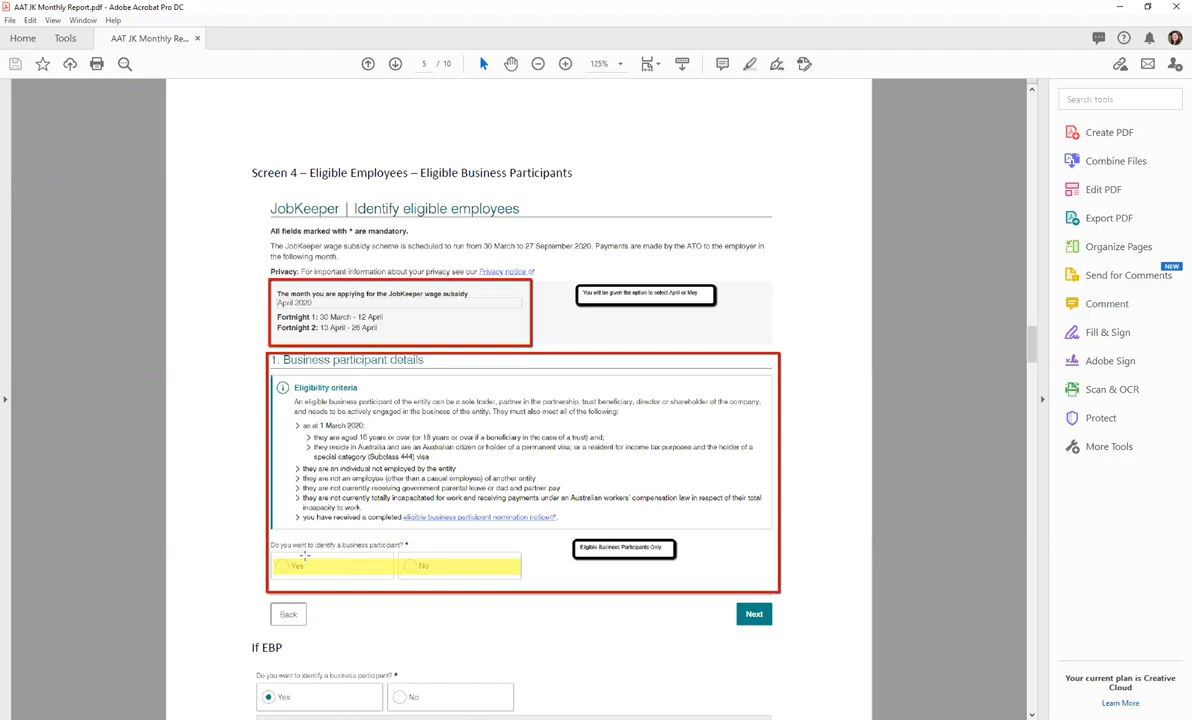 AAT JK Monthly Report.pdf - Adobe Acrobat Pro DC
File Edit View Window Help
Home Tools AAT JK Monthly Re... ×
5 / 10 125%
Search tools
Create PDF
Combine Files
Edit PDF
Export PDF
Organize Pages
NEW
Send for Comments
Comment
Fill & Sign
Adobe Sign
Scan & OCR
Protect
More Tools
Your current plan is Creative
Cloud
Learn More
Screen 4 – Eligible Employees – Eligible Business Participants
JobKeeper | Identify eligible employees
All fields marked with * are mandatory.
The JobKeeper wage subsidy scheme is scheduled to run from 30 March to 27 September 2020. Payments are made by the ATO to the employer in
the following month.
Privacy: For important information about your privacy see our Privacy notice
The month you are applying for the JobKeeper wage subsidy
April 2020
Fortnight 1: 30 March - 12 April
Fortnight 2: 13 April - 26 April
You will be given the option to select April or May
1. Business participant details
Eligibility criteria
An eligible business participant of the entity can be a sole trader, partner in the partnership, trust beneficiary, director or shareholder of the company,
and needs to be actively engaged in the business of the entity. They must also meet all of the following:
as at 1 March 2020:
they are aged 16 years or over (or 18 years or over if a beneficiary in the case of a trust) and;
they reside in Australia and are an Australian citizen or holder of a permanent visa; or a resident for income tax purposes and the holder of a
special category (Subclass 444) visa
they are an individual not employed by the entity
they are not an employee (other than a casual employee) of another entity
they are not currently receiving government parental leave or dad and partner pay
they are not currently totally incapacitated for work and receiving payments under an Australian workers' compensation law in respect of their total
incapacity to work.
you have received a completed eligible business participant nomination notice.
Do you want to identify a business participant? *
Yes No
Eligible Business Participants Only
Back Next
If EBP
Do you want to identify a business participant? *
Yes No